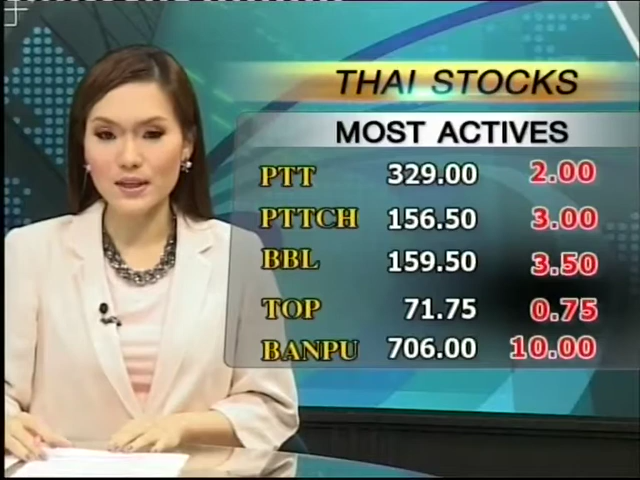 THAI STOCKS
MOST ACTIVES
PTT 329.00 2.00
PTTCH 156.50 3.00
BBL 159.50 3.50
TOP 71.75 0.75
BANPU 706.00 10.00